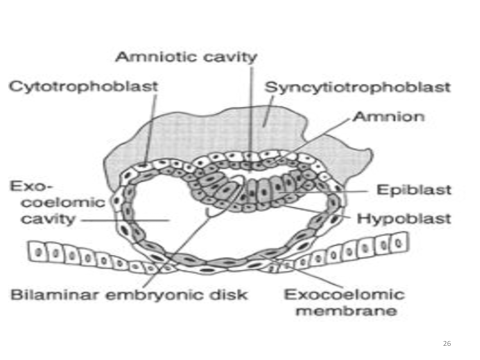 Amniotic cavity
Cytotrophoblast
Syncytiotrophoblast
Amnion
Exo-
coelomic
cavity
Epiblast
Hypoblast
Bilaminar embryonic disk
Exocoelomic
membrane
26